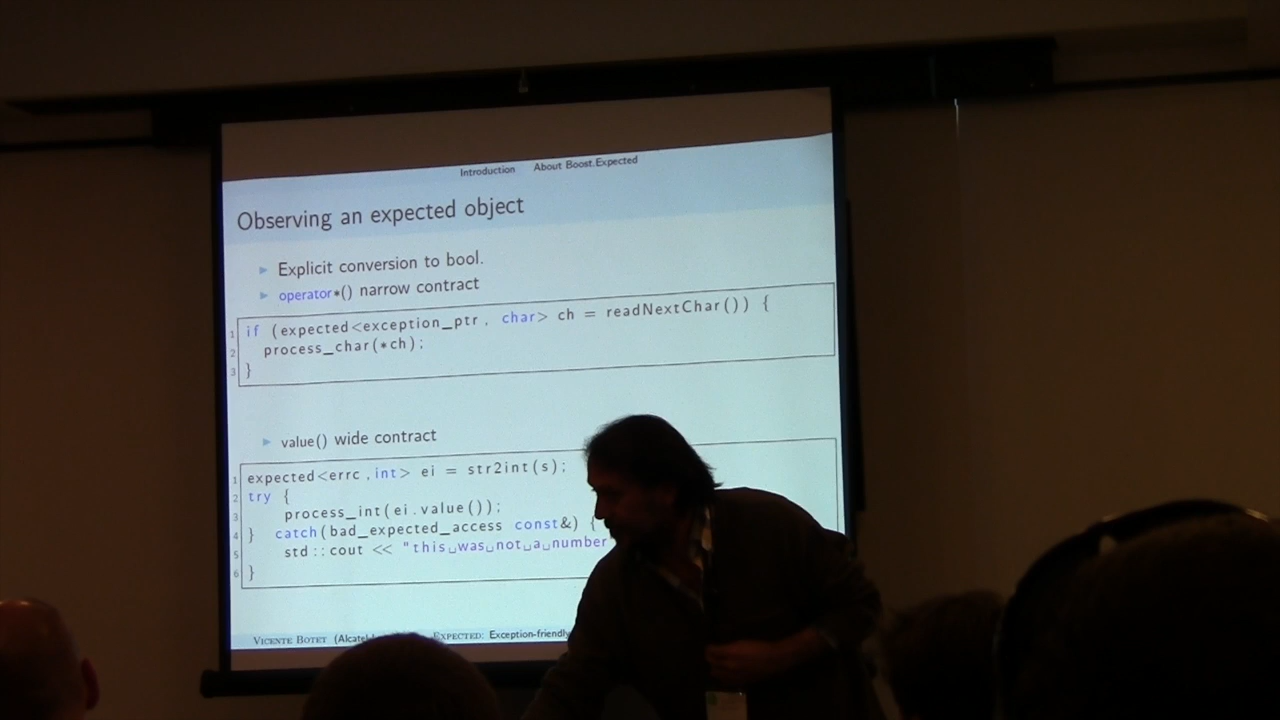 Introduction About Boost.Expected
Observing an expected object
Explicit conversion to bool.
operator*() narrow contract
1 if (expected<exception_ptr, char> ch = readNextChar()) {
2 process_char(*ch);
3 }
value() wide contract
1 expected<errc,int> ei = str2int(s);
2 try {
3 process_int(ei.value());
4 } catch(bad_expected_access const&) {
5 std::cout << "this␣was␣not␣a␣number
6 }
VICENTE BOTET (Alcatel EXPECTED: Exception-friendly